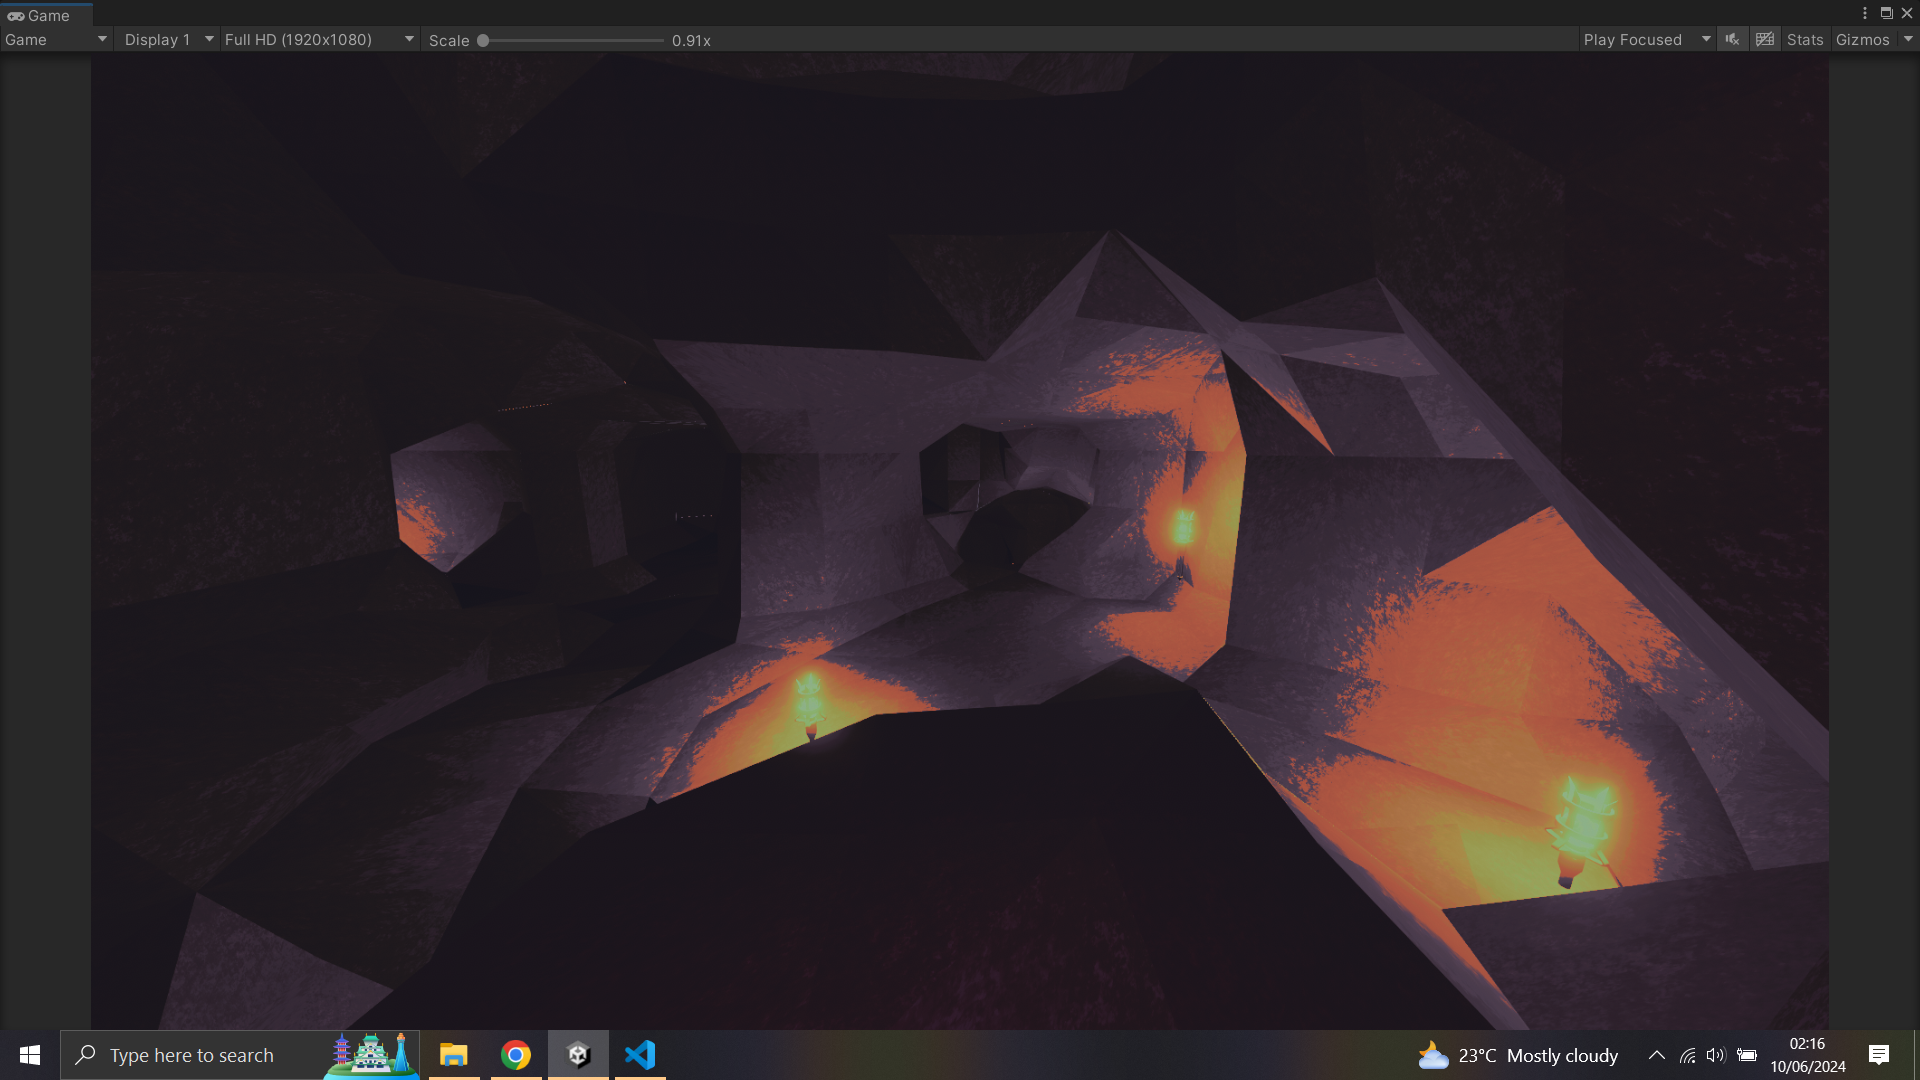 Game
Game Display 1 Full HD (1920x1080) Scale 0.91x Play Focused Stats Gizmos
Type here to search 23°C Mostly cloudy 02:16
10/06/2024